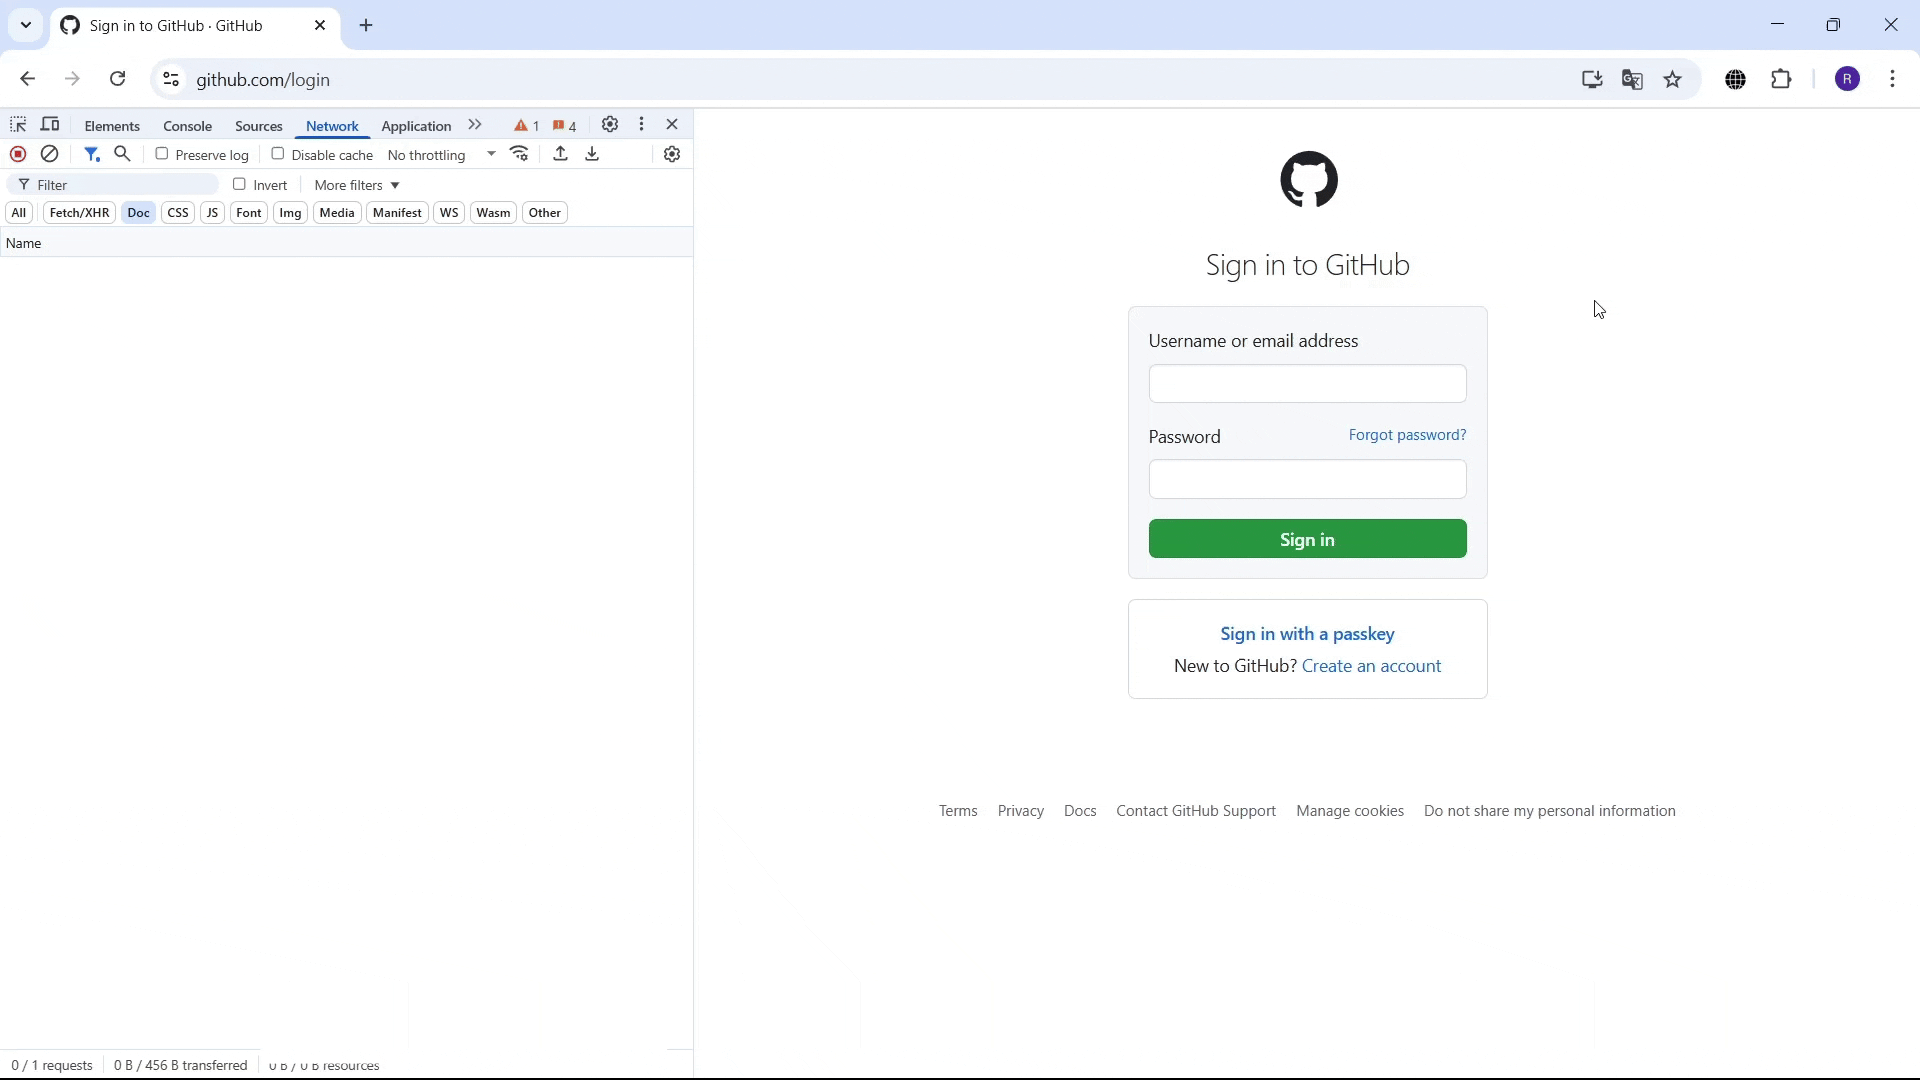 Sign in to GitHub · GitHub
github.com/login
R
Elements Console Sources Network Application 1 4
Preserve log Disable cache No throttling
Filter Invert More filters
All Fetch/XHR Doc CSS JS Font Img Media Manifest WS Wasm Other
Name
0 / 1 requests 0 B / 456 B transferred 0 B / 0 B resources
Sign in to GitHub
Username or email address
Password Forgot password?
Sign in
Sign in with a passkey
New to GitHub? Create an account
Terms Privacy Docs Contact GitHub Support Manage cookies Do not share my personal information